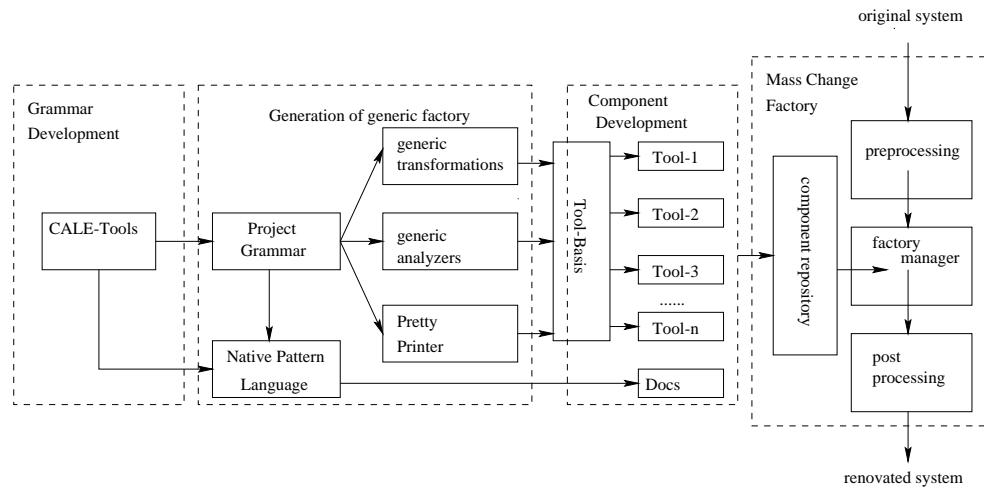 original system
Mass Change
Factory
Grammar
Development
Generation of generic factory
Component
Development
generic
transformations
Tool-1
preprocessing
component repository
CALE-Tools
Project
Grammar
generic
analyzers
Tool-Basis
Tool-2
factory
manager
Tool-3
......
Pretty
Printer
Tool-n
Native Pattern
Language
Docs
post
processing
renovated system